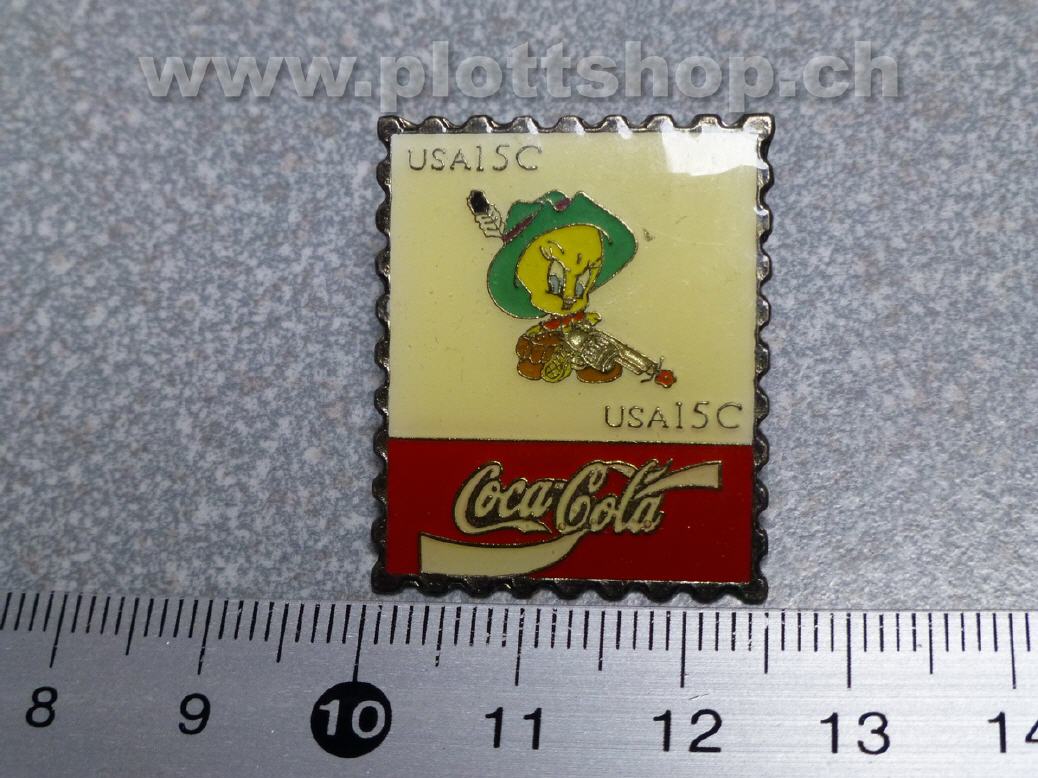 www.plottshop.ch
USA15C
USA15C
Coca-Cola
8 9 10 11 12 13 14